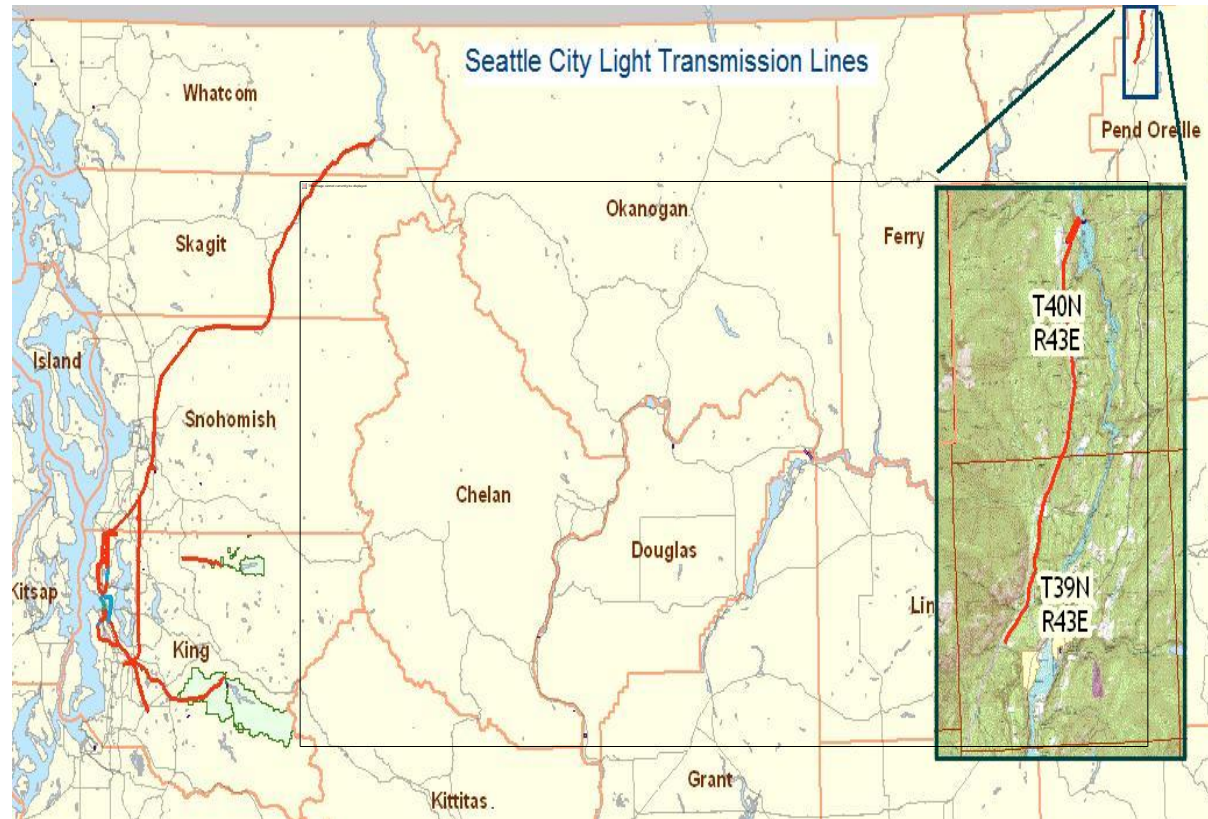 Seattle City Light Transmission Lines
Whatcom
Pend Oreille
Okanogan
Skagit
Ferry
T40N
R43E
Island
Snohomish
Chelan
Douglas
Kitsap
T39N
R43E
Lin
King
Grant
Kittitas